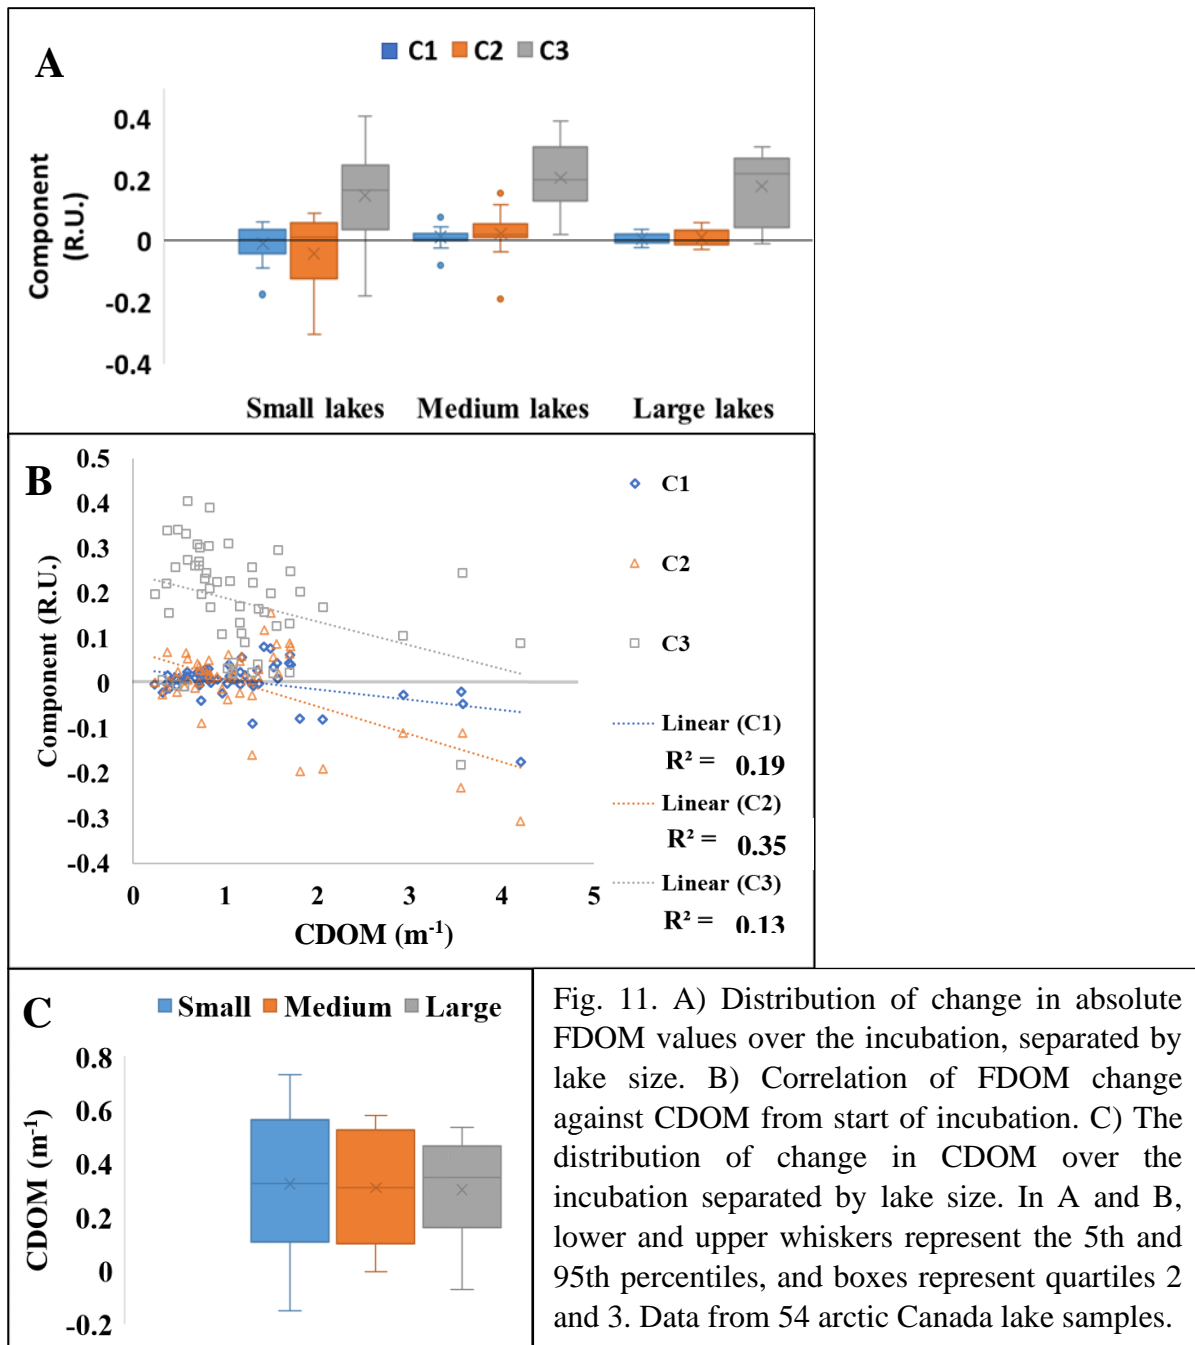 A
C1 C2 C3
Component
(R.U.)
0.4
0.2
0
-0.2
-0.4
Small lakes Medium lakes Large lakes
B
Component (R.U.)
0.5
0.4
0.3
0.2
0.1
0
-0.1
-0.2
-0.3
-0.4
0 1 2 3 4 5
CDOM (m⁻¹)
C1
C2
C3
Linear (C1)
R² = 0.19
Linear (C2)
R² = 0.35
Linear (C3)
R² = 0.13
C
Small Medium Large
CDOM (m⁻¹)
0.8
0.6
0.4
0.2
0
-0.2
Fig. 11. A) Distribution of change in absolute
FDOM values over the incubation, separated by
lake size. B) Correlation of FDOM change
against CDOM from start of incubation. C) The
distribution of change in CDOM over the
incubation separated by lake size. In A and B,
lower and upper whiskers represent the 5th and
95th percentiles, and boxes represent quartiles 2
and 3. Data from 54 arctic Canada lake samples.